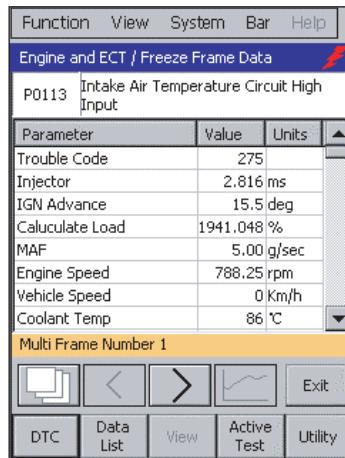 Function View System Bar Help
Engine and ECT / Freeze Frame Data
P0113 Intake Air Temperature Circuit High
Input
Parameter Value Units
Trouble Code 275
Injector 2.816 ms
IGN Advance 15.5 deg
Caluculate Load 1941.048 %
MAF 5.00 g/sec
Engine Speed 788.25 rpm
Vehicle Speed 0 Km/h
Coolant Temp 86 °C
Multi Frame Number 1
Exit
DTC Data List View Active Test Utility